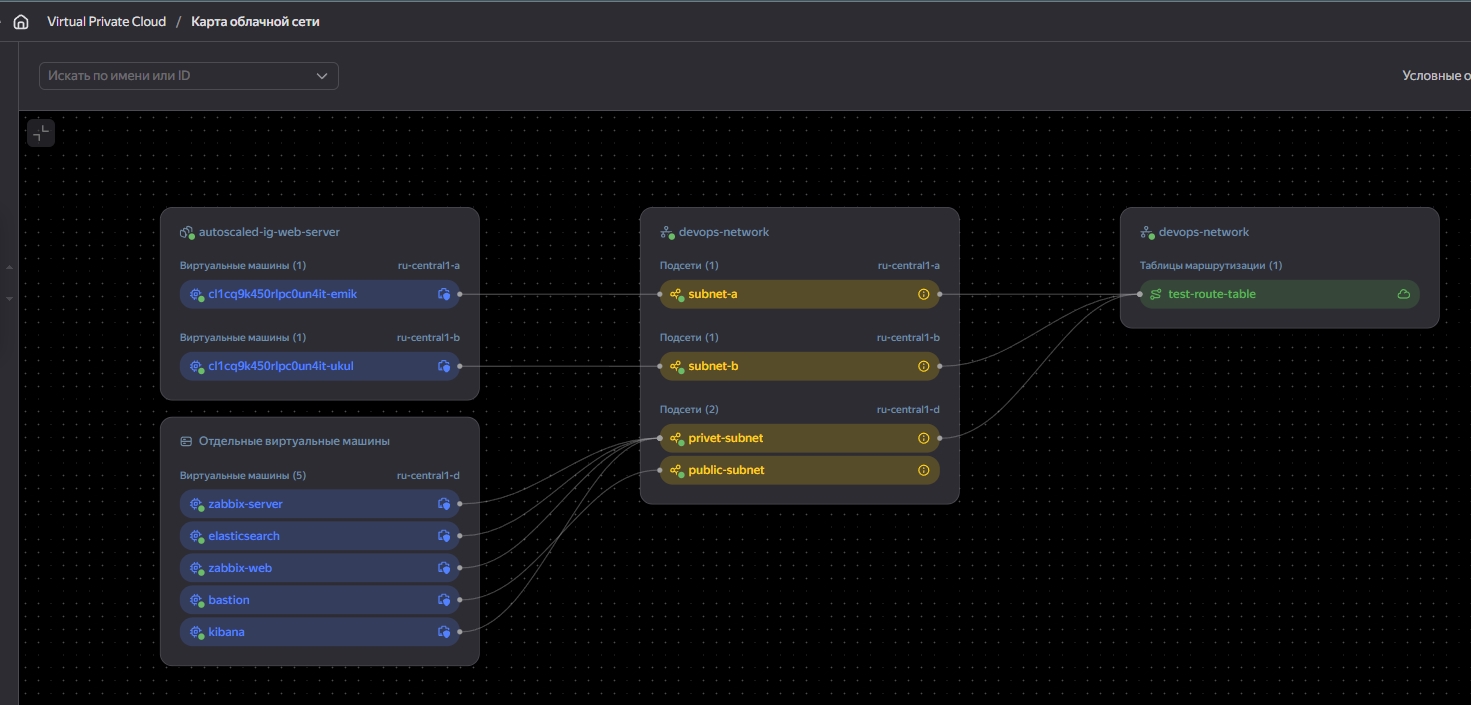 Virtual Private Cloud / Карта облачной сети
Искать по имени или ID
Условные о
autoscaled-ig-web-server
Виртуальные машины (1) ru-central1-a
cl1cq9k450rlpc0un4it-emik
Виртуальные машины (1) ru-central1-b
cl1cq9k450rlpc0un4it-ukul
Отдельные виртуальные машины
Виртуальные машины (5) ru-central1-d
zabbix-server
elasticsearch
zabbix-web
bastion
kibana
devops-network
Подсети (1) ru-central1-a
subnet-a
Подсети (1) ru-central1-b
subnet-b
Подсети (2) ru-central1-d
privet-subnet
public-subnet
devops-network
Таблицы маршрутизации (1)
test-route-table